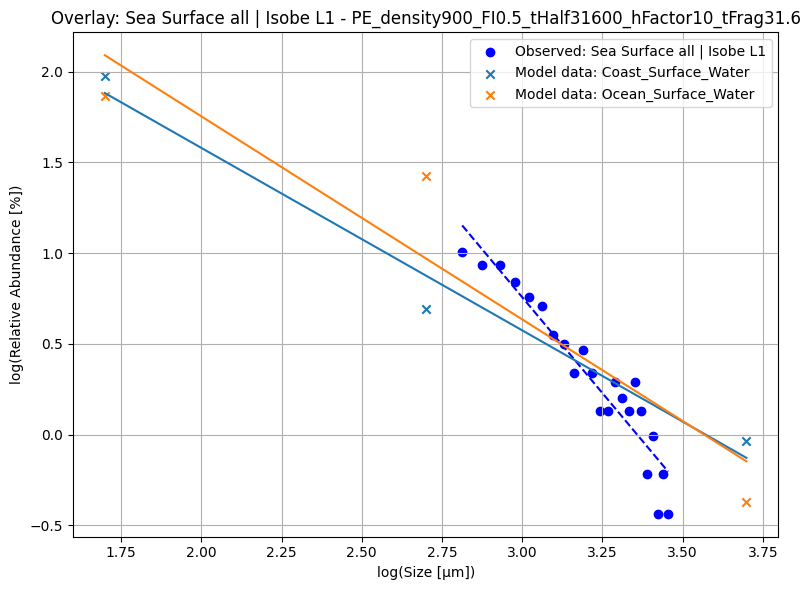 Overlay: Sea Surface all | Isobe L1 - PE_density900_FI0.5_tHalf31600_hFactor10_tFrag31.6
Observed: Sea Surface all | Isobe L1
Model data: Coast_Surface_Water
Model data: Ocean_Surface_Water
log(Relative Abundance [%])
2.0
1.5
1.0
0.5
0.0
−0.5
1.75 2.00 2.25 2.50 2.75 3.00 3.25 3.50 3.75
log(Size [μm])